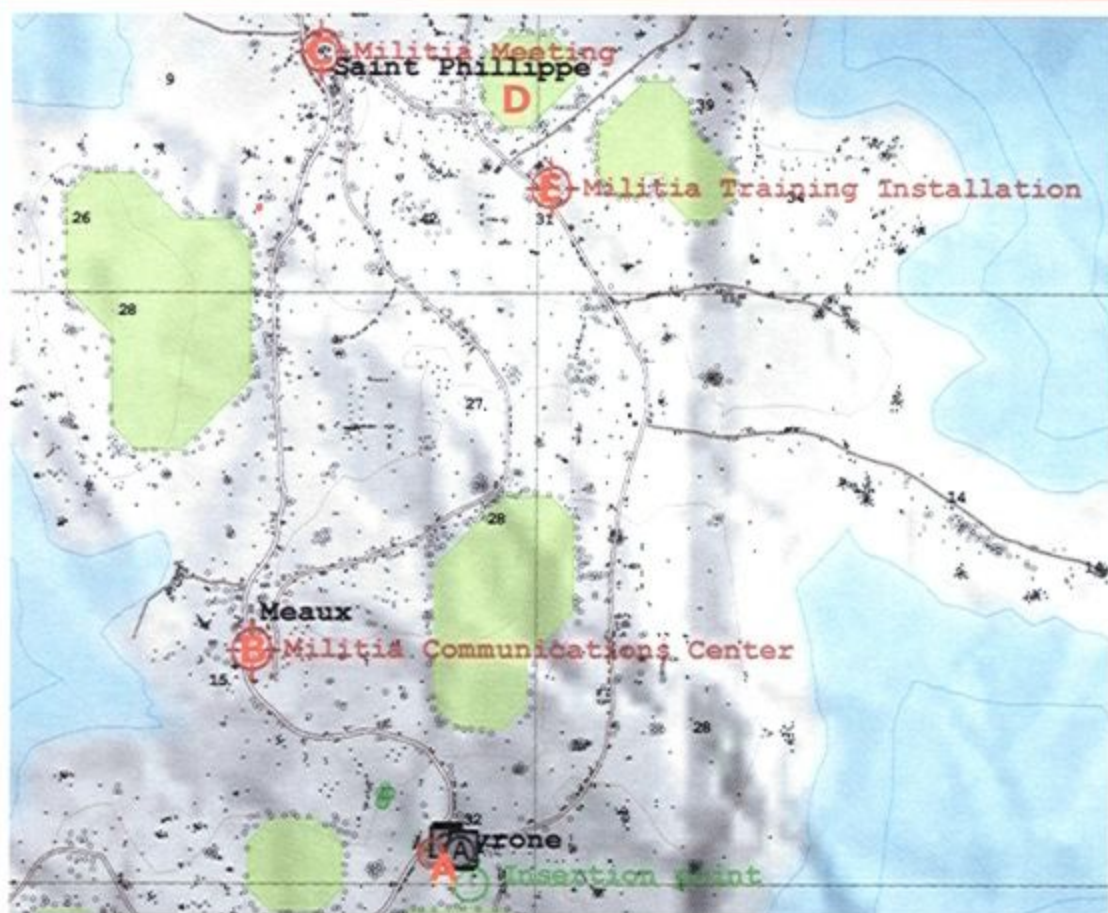 C Militia Meeting
Saint Phillippe
9
D
39
E Militia Training Installation
26
42
31
34
28
27
28
14
Meaux
B Militia Communications Center
15
28
32
A
A
Insertion point